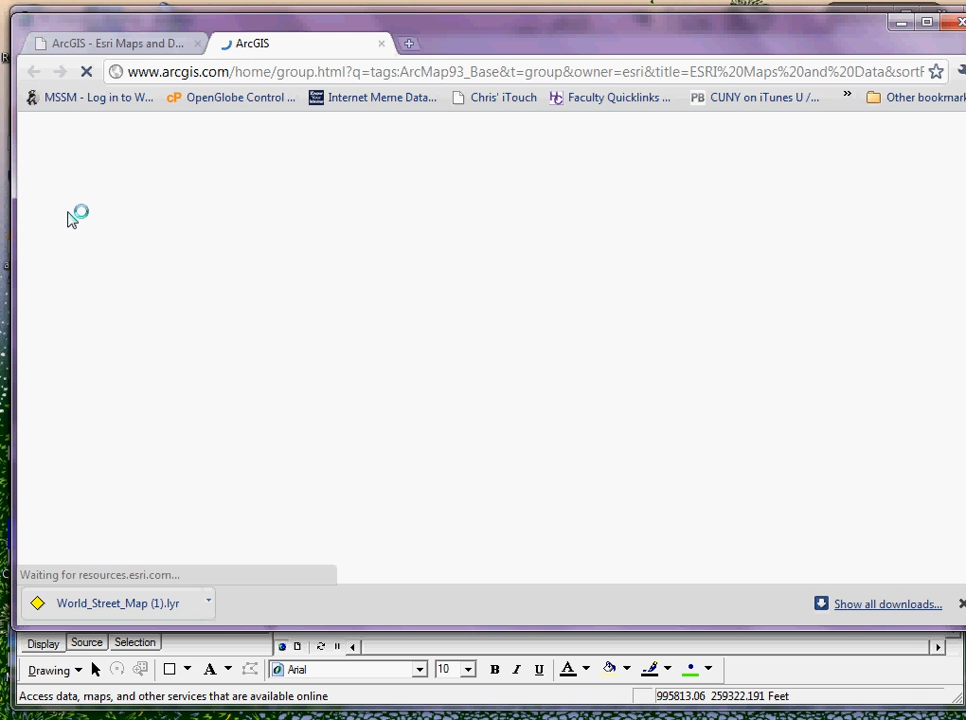 ArcGIS - Esri Maps and D...
ArcGIS
www.arcgis.com/home/group.html?q=tags:ArcMap93_Base&t=group&owner=esri&title=ESRI%20Maps%20and%20Data&sortF
MSSM - Log in to W... OpenGlobe Control ... Internet Meme Data... Chris' iTouch Faculty Quicklinks ... PB CUNY on iTunes U /... » Other bookmark
Waiting for resources.esri.com...
World_Street_Map (1).lyr
Show all downloads...
Display Source Selection
Drawing A Arial 10 B I U A
Access data, maps, and other services that are available online
995813.06 259322.191 Feet